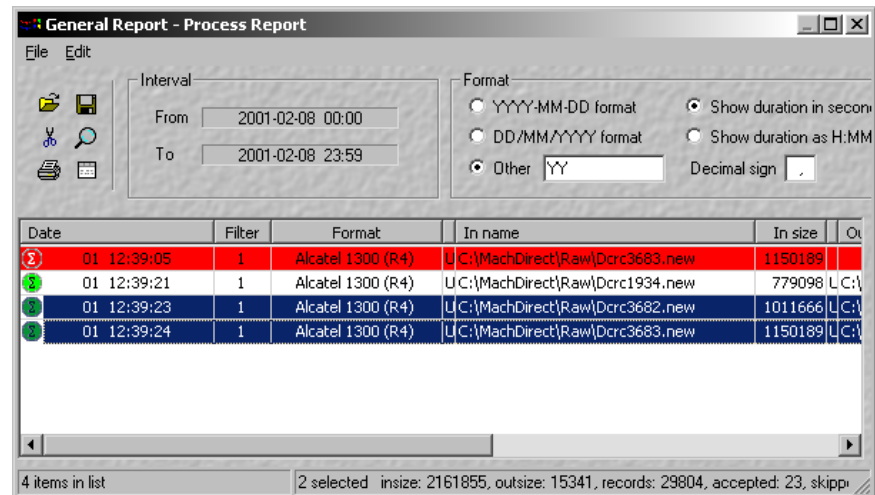 General Report - Process Report
File Edit
Interval
From 2001-02-08 00:00
To 2001-02-08 23:59
Format
YYYY-MM-DD format Show duration in secon
DD/MM/YYYY format Show duration as H:MM
Other YY Decimal sign ,
Date Filter Format In name In size Ou
Σ 01 12:39:05 1 Alcatel 1300 (R4) U C:\MachDirect\Raw\Dcrc3683.new 1150189
Σ 01 12:39:21 1 Alcatel 1300 (R4) U C:\MachDirect\Raw\Dcrc1934.new 779098 U C:\
Σ 01 12:39:23 1 Alcatel 1300 (R4) U C:\MachDirect\Raw\Dcrc3682.new 1011666 U C:\
Σ 01 12:39:24 1 Alcatel 1300 (R4) U C:\MachDirect\Raw\Dcrc3683.new 1150189 U C:\
4 items in list 2 selected insize: 2161855, outsize: 15341, records: 29804, accepted: 23, skipp